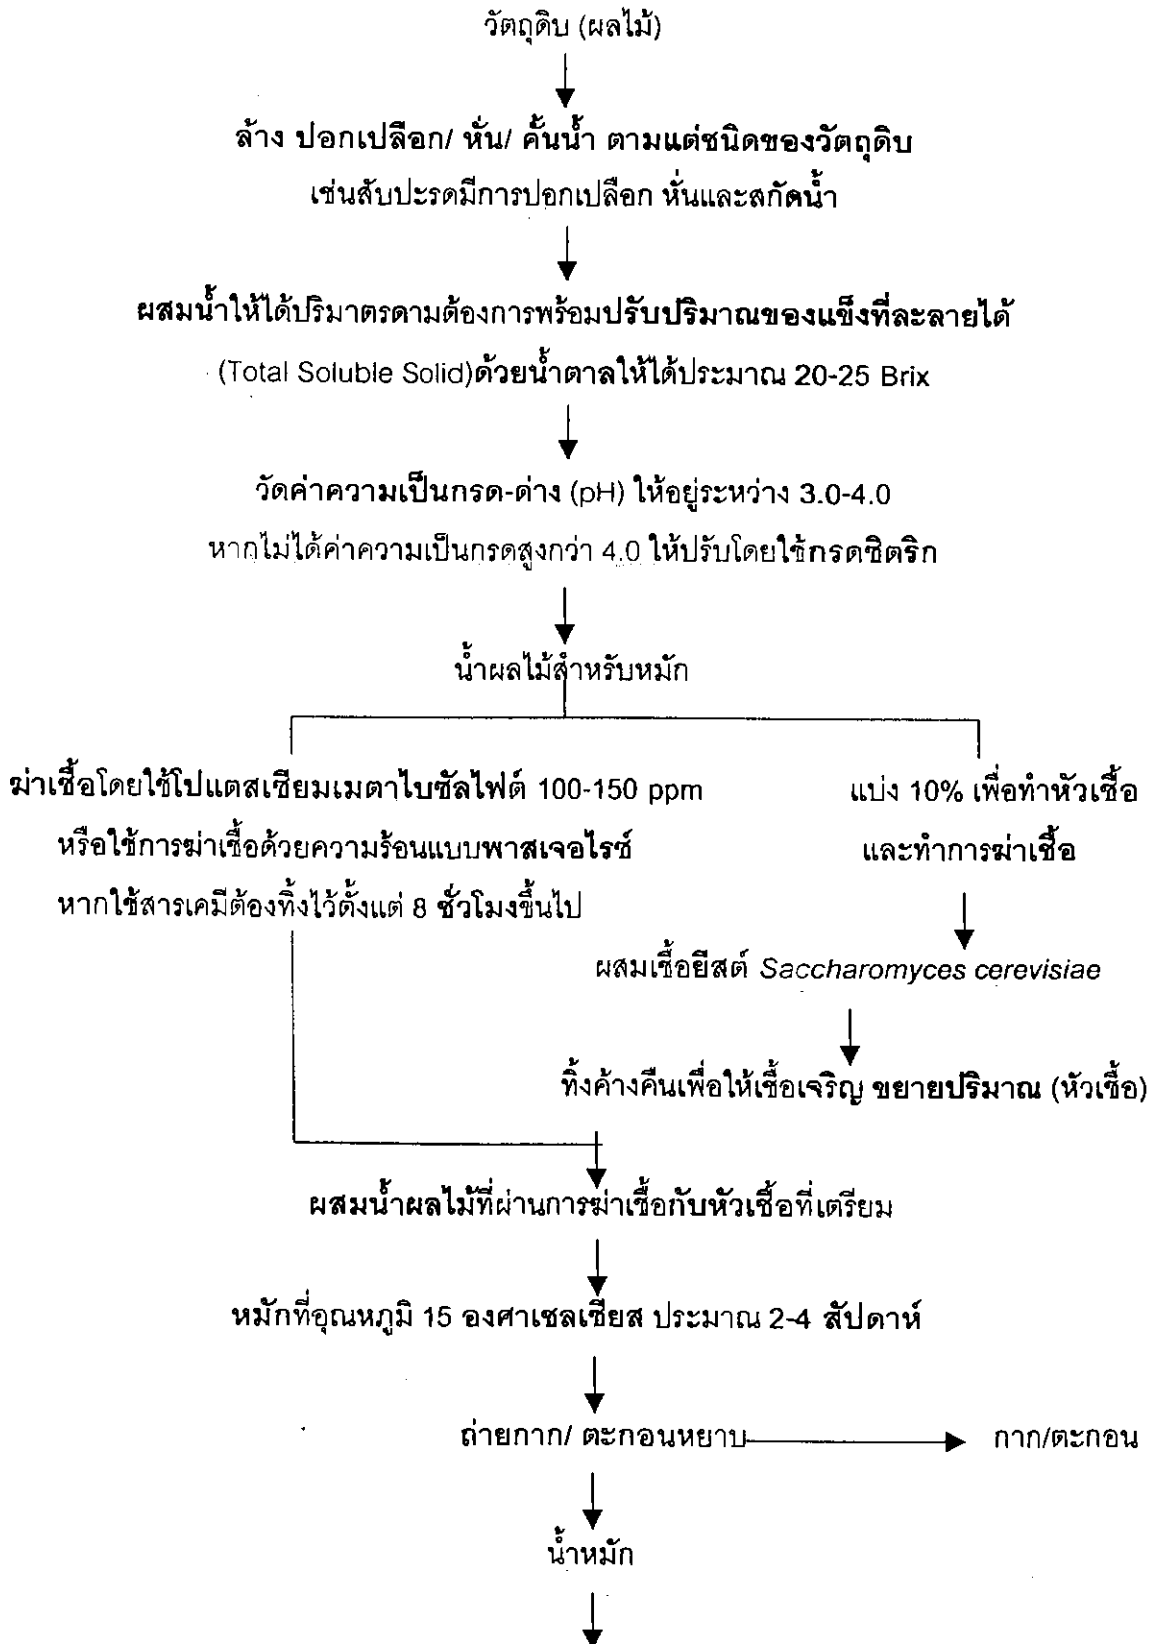 วัตถุดิบ (ผลไม้)
ล้าง ปอกเปลือก/ หั่น/ คั้นน้ำ ตามแต่ชนิดของวัตถุดิบ
เช่นสับปะรดมีการปอกเปลือก หั่นและสกัดน้ำ
ผสมน้ำให้ได้ปริมาตรตามต้องการพร้อมปรับปริมาณของแข็งที่ละลายได้
(Total Soluble Solid)ด้วยน้ำตาลให้ได้ประมาณ 20-25 Brix
วัดค่าความเป็นกรด-ด่าง (pH) ให้อยู่ระหว่าง 3.0-4.0
หากไม่ได้ค่าความเป็นกรดสูงกว่า 4.0 ให้ปรับโดยใช้กรดซิตริก
น้ำผลไม้สำหรับหมัก
ฆ่าเชื้อโดยใช้โปแตสเซียมเมตาไบซัลไฟต์ 100-150 ppm
หรือใช้การฆ่าเชื้อด้วยความร้อนแบบพาสเจอไรซ์
หากใช้สารเคมีต้องทิ้งไว้ตั้งแต่ 8 ชั่วโมงขึ้นไป
แบ่ง 10% เพื่อทำหัวเชื้อ
และทำการฆ่าเชื้อ
ผสมเชื้อยีสต์ Saccharomyces cerevisiae
ทิ้งค้างคืนเพื่อให้เชื้อเจริญ ขยายปริมาณ (หัวเชื้อ)
ผสมน้ำผลไม้ที่ผ่านการฆ่าเชื้อกับหัวเชื้อที่เตรียม
หมักที่อุณหภูมิ 15 องศาเซลเซียส ประมาณ 2-4 สัปดาห์
ถ่ายกาก/ ตะกอนหยาบ
กาก/ตะกอน
น้ำหมัก